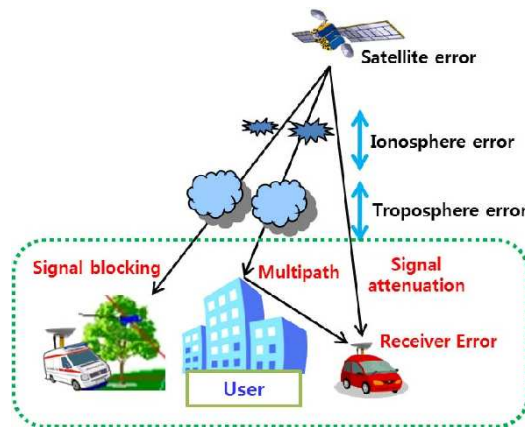 Satellite error
Ionosphere error
Troposphere error
Signal blocking
Multipath
Signal
attenuation
Receiver Error
User